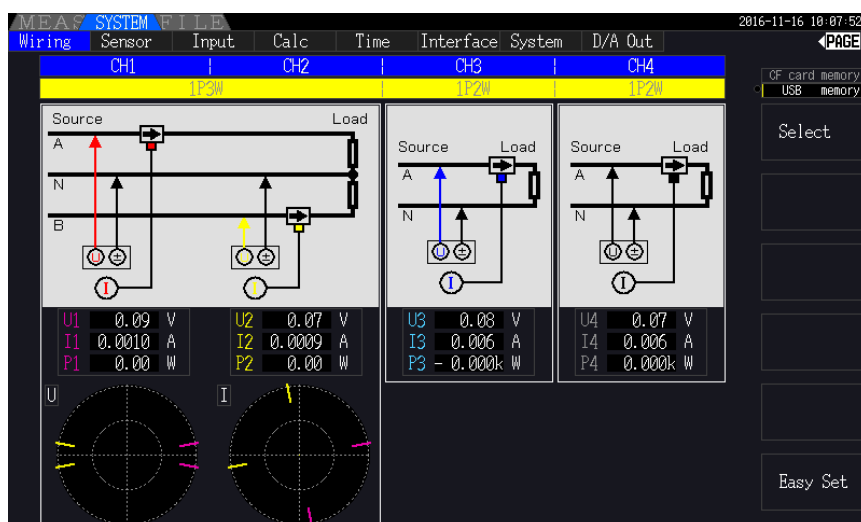 MEAS SYSTEM FILE 2016-11-16 10:07:52
Wiring Sensor Input Calc Time Interface System D/A Out PAGE
CH1 CH2 CH3 CH4
1P3W 1P2W 1P2W
CF card memory
USB memory
Select
Source Load
A
N
B
U ± ±
I I
Source Load
A
N
U ±
I
Source Load
A
N
U ±
I
U1 0.09 V
I1 0.0010 A
P1 0.00 W
U2 0.07 V
I2 0.0009 A
P2 0.00 W
U3 0.08 V
I3 0.006 A
P3 - 0.000k W
U4 0.07 V
I4 0.006 A
P4 0.000k W
U I
Easy Set